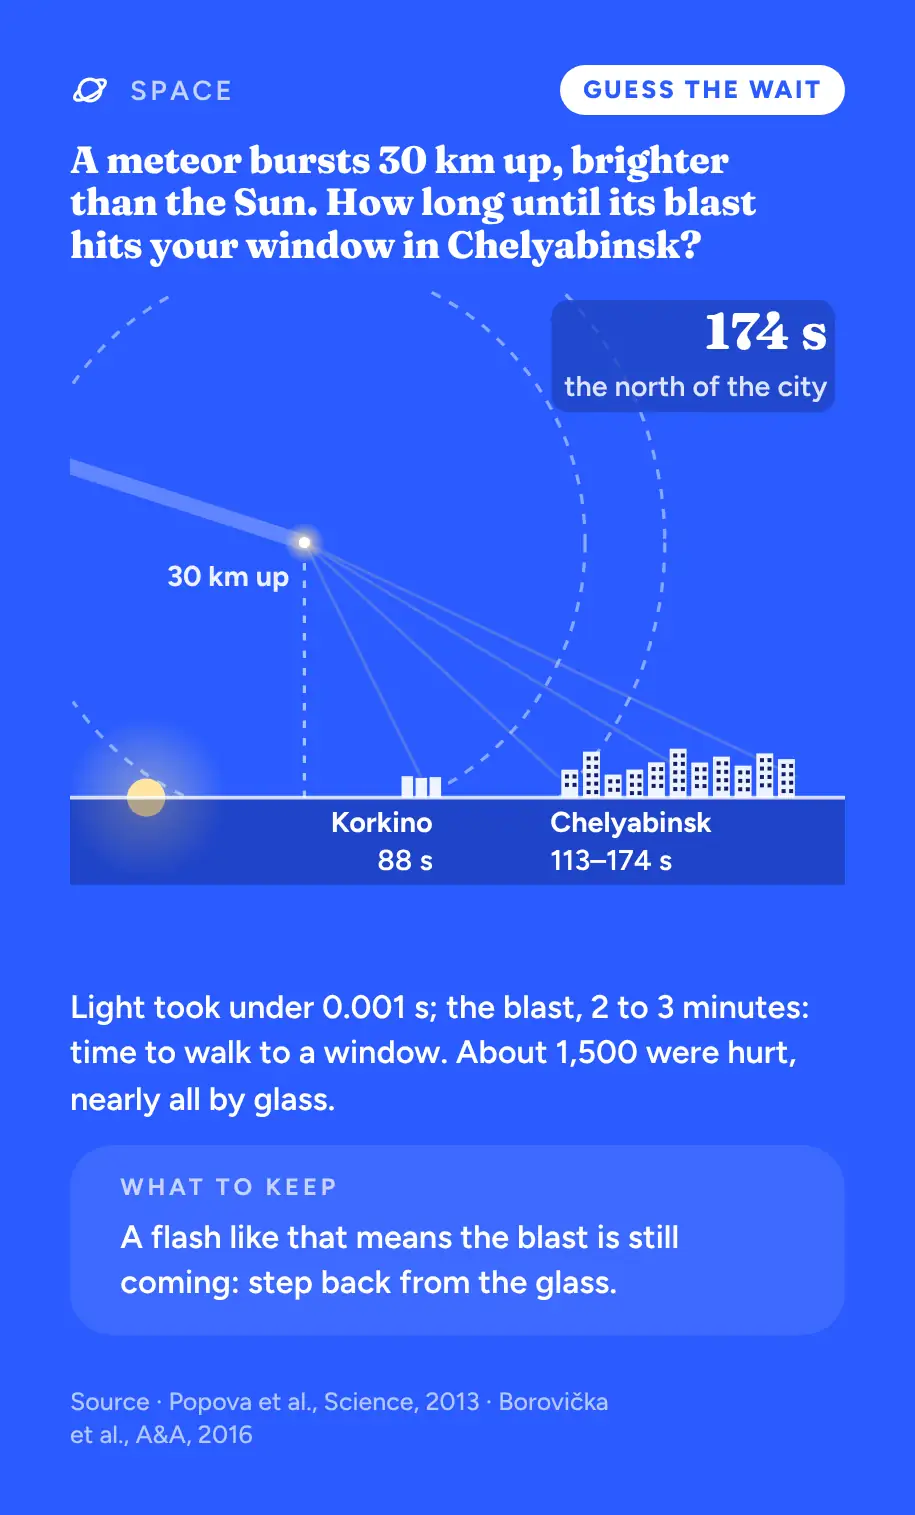 SPACE
GUESS THE WAIT
A meteor bursts 30 km up, brighter
than the Sun. How long until its blast
hits your window in Chelyabinsk?
174 s
the north of the city
30 km up
Korkino
88 s
Chelyabinsk
113–174 s
Light took under 0.001 s; the blast, 2 to 3 minutes:
time to walk to a window. About 1,500 were hurt,
nearly all by glass.
WHAT TO KEEP
A flash like that means the blast is still
coming: step back from the glass.
Source · Popova et al., Science, 2013 · Borovička
et al., A&A, 2016